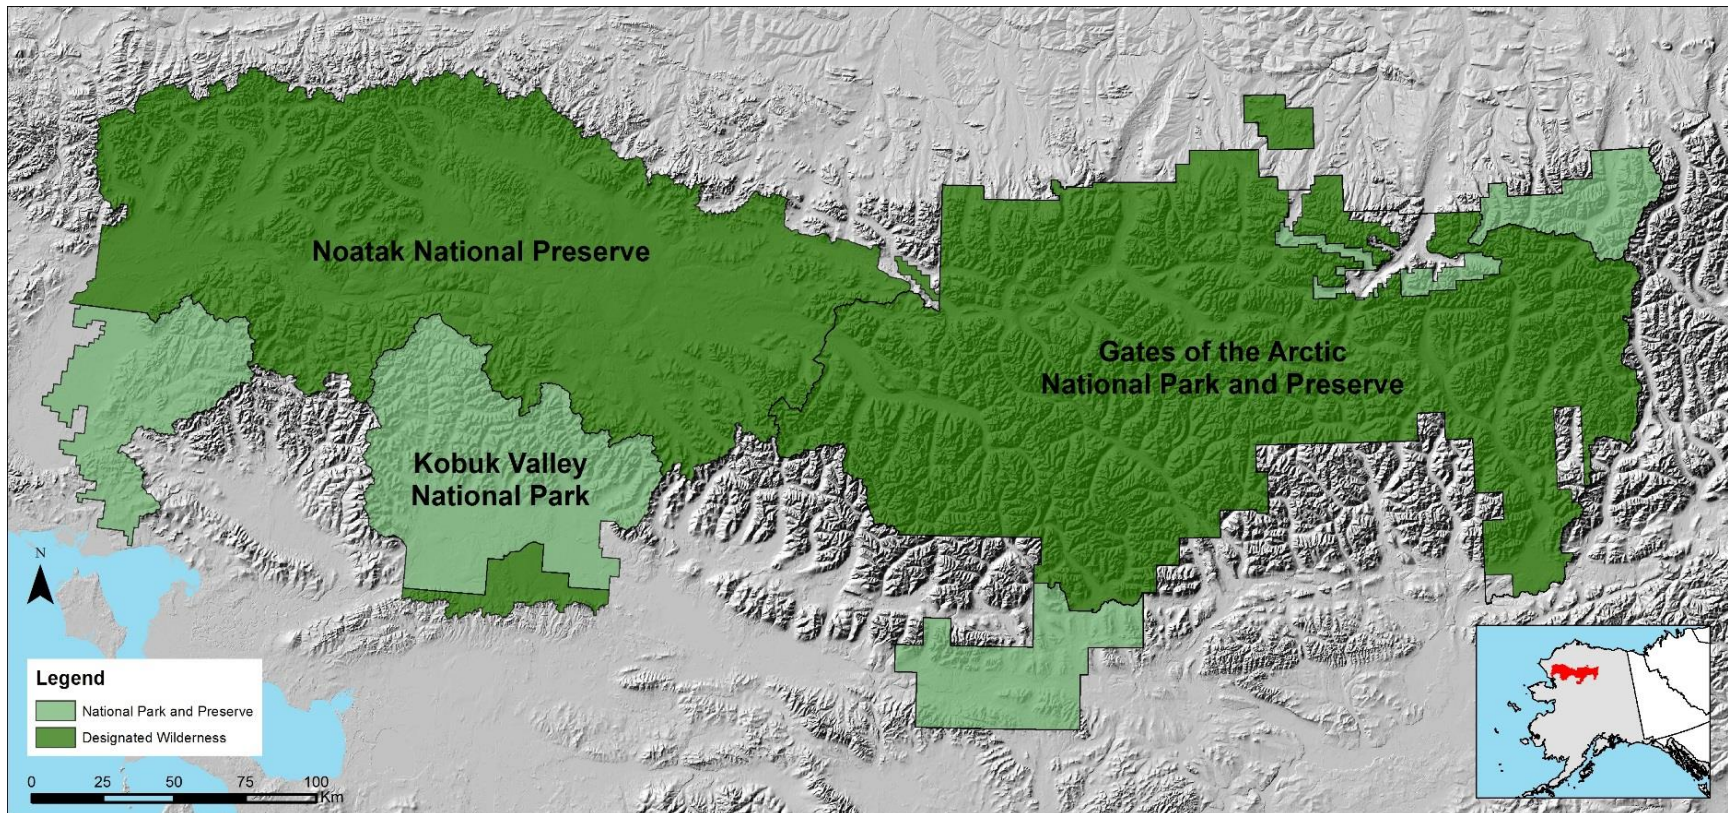 Noatak National Preserve
Gates of the Arctic
National Park and Preserve
Kobuk Valley
National Park
N
Legend
National Park and Preserve
Designated Wilderness
0 25 50 75 100
Km